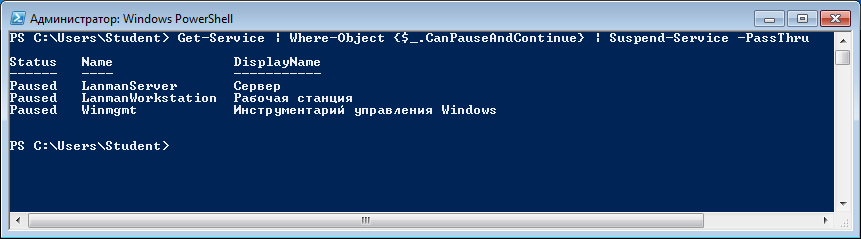 Администратор: Windows PowerShell
PS C:\Users\Student> Get-Service | Where-Object {$_.CanPauseAndContinue} | Suspend-Service -PassThru
Status   Name               DisplayName
------   ----               -----------
Paused   LanmanServer       Сервер
Paused   LanmanWorkstation  Рабочая станция
Paused   Winmgmt            Инструментарий управления Windows
PS C:\Users\Student>